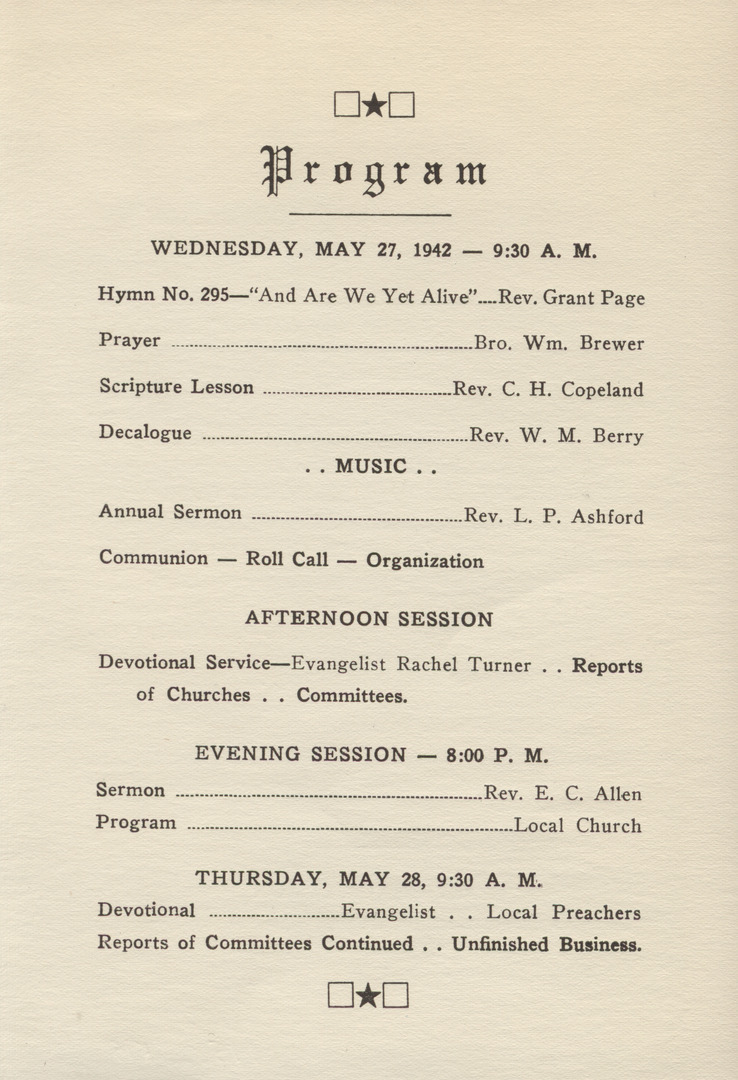 □★□
Program
WEDNESDAY, MAY 27, 1942 — 9:30 A. M.
Hymn No. 295—“And Are We Yet Alive”....Rev. Grant Page
Prayer ........................................................Bro. Wm. Brewer
Scripture Lesson ...................................Rev. C. H. Copeland
Decalogue ..................................................Rev. W. M. Berry
. . MUSIC . .
Annual Sermon ........................................Rev. L. P. Ashford
Communion — Roll Call — Organization
AFTERNOON SESSION
Devotional Service—Evangelist Rachel Turner . . Reports
of Churches . . Committees.
EVENING SESSION — 8:00 P. M.
Sermon ..........................................................Rev. E. C. Allen
Program ..............................................................Local Church
THURSDAY, MAY 28, 9:30 A. M.
Devotional .........................Evangelist . . Local Preachers
Reports of Committees Continued . . Unfinished Business.
□★□